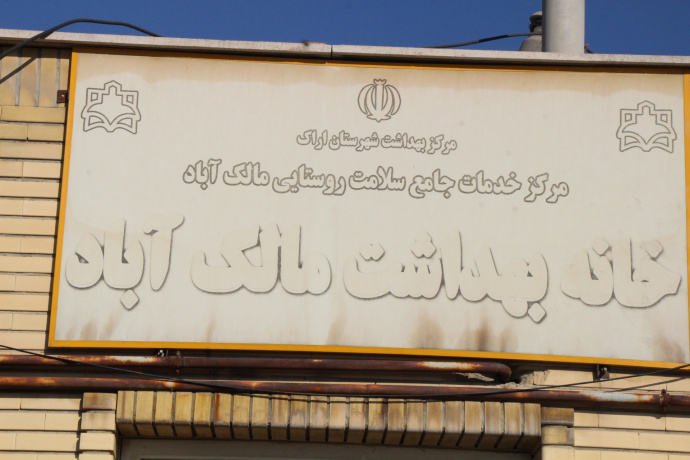 مرکز بهداشت شهرستان اراک
مرکز خدمات جامع سلامت روستایی مالک آباد
خانه بهداشت مالک آباد